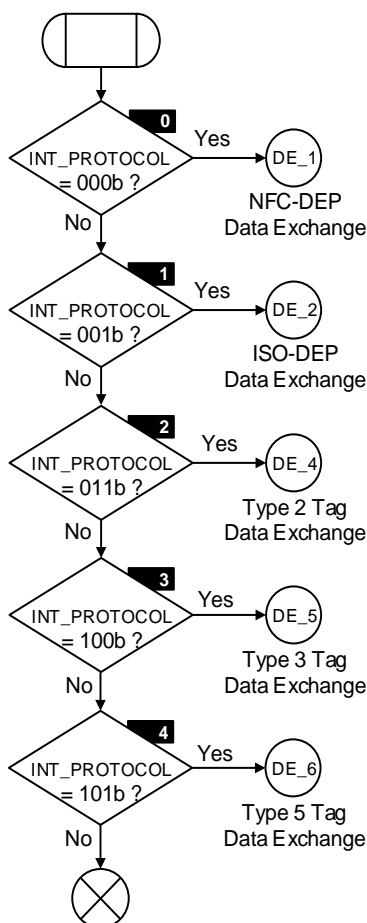 0
INT_PROTOCOL
= 000b ?
Yes
DE_1
NFC-DEP
Data Exchange
No
1
INT_PROTOCOL
= 001b ?
Yes
DE_2
ISO-DEP
Data Exchange
No
2
INT_PROTOCOL
= 011b ?
Yes
DE_4
Type 2 Tag
Data Exchange
No
3
INT_PROTOCOL
= 100b ?
Yes
DE_5
Type 3 Tag
Data Exchange
No
4
INT_PROTOCOL
= 101b ?
Yes
DE_6
Type 5 Tag
Data Exchange
No